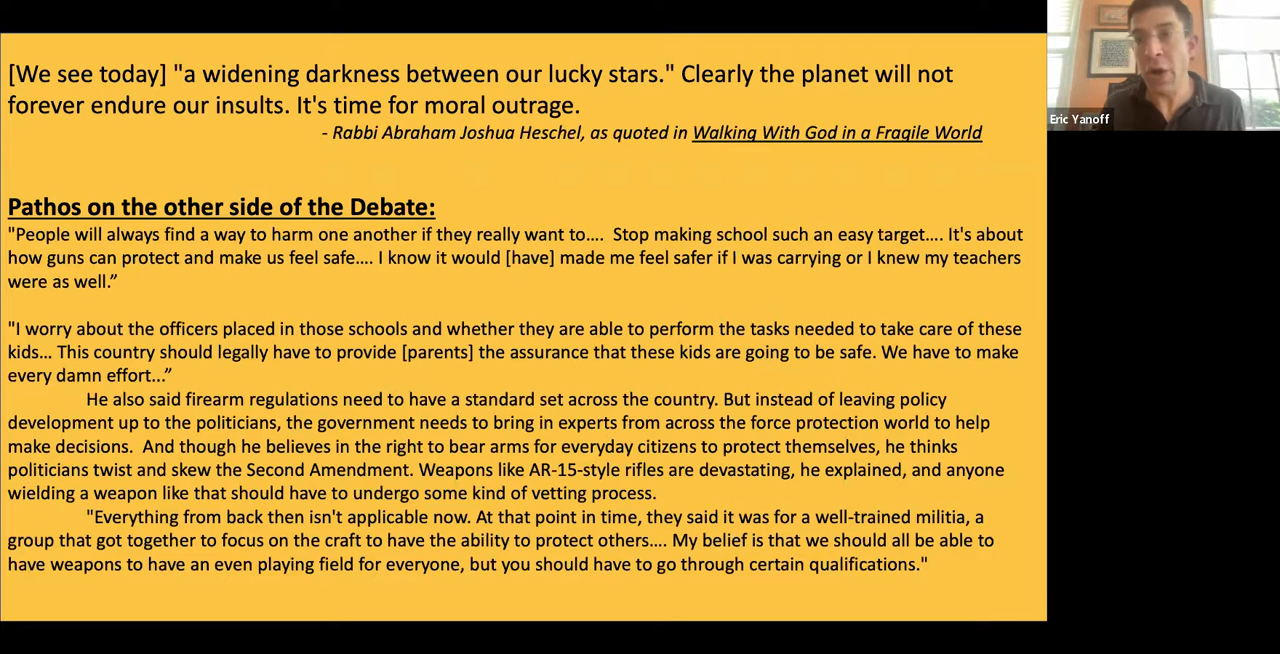 [We see today] "a widening darkness between our lucky stars." Clearly the planet will not
forever endure our insults. It's time for moral outrage.
- Rabbi Abraham Joshua Heschel, as quoted in Walking With God in a Fragile World
Pathos on the other side of the Debate:
"People will always find a way to harm one another if they really want to…. Stop making school such an easy target…. It's about
how guns can protect and make us feel safe…. I know it would [have] made me feel safer if I was carrying or I knew my teachers
were as well.”
"I worry about the officers placed in those schools and whether they are able to perform the tasks needed to take care of these
kids… This country should legally have to provide [parents] the assurance that these kids are going to be safe. We have to make
every damn effort...”
He also said firearm regulations need to have a standard set across the country. But instead of leaving policy
development up to the politicians, the government needs to bring in experts from across the force protection world to help
make decisions. And though he believes in the right to bear arms for everyday citizens to protect themselves, he thinks
politicians twist and skew the Second Amendment. Weapons like AR-15-style rifles are devastating, he explained, and anyone
wielding a weapon like that should have to undergo some kind of vetting process.
"Everything from back then isn't applicable now. At that point in time, they said it was for a well-trained militia, a
group that got together to focus on the craft to have the ability to protect others…. My belief is that we should all be able to
have weapons to have an even playing field for everyone, but you should have to go through certain qualifications."
Eric Yanoff